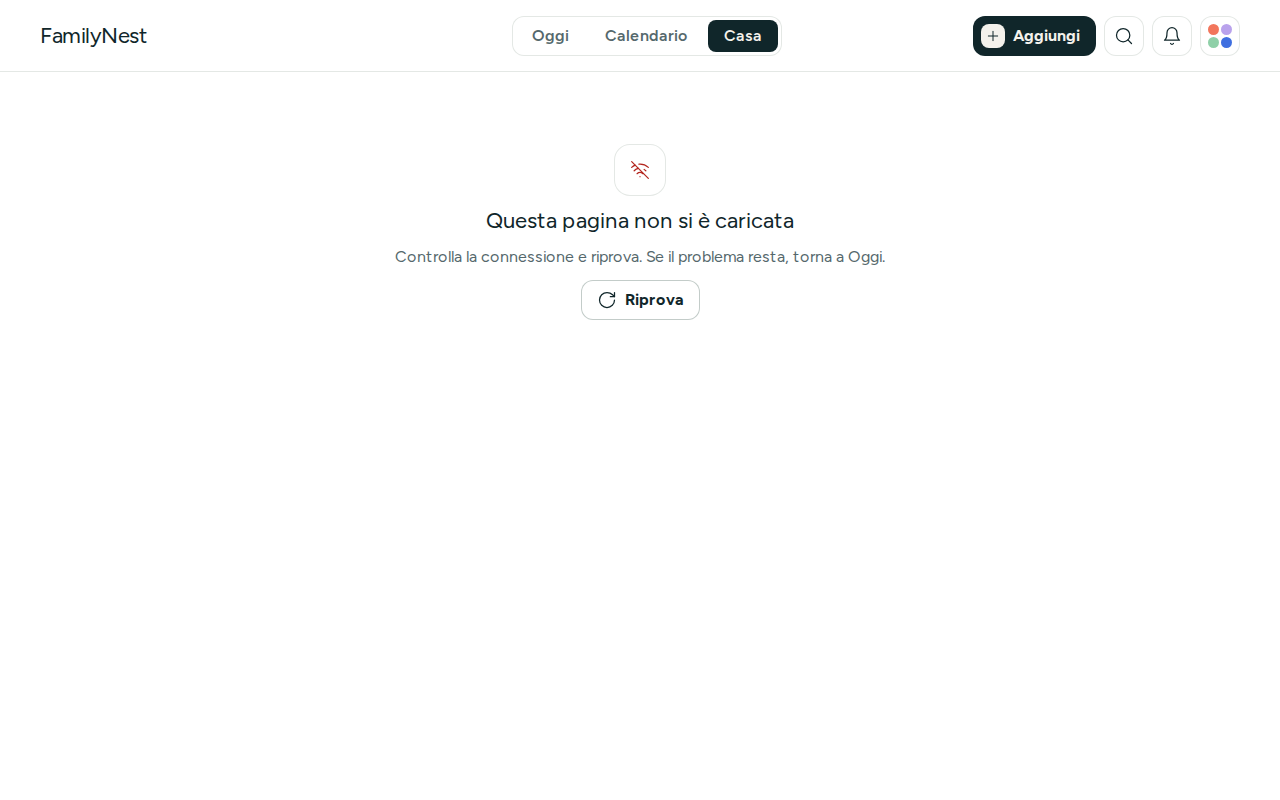 FamilyNest
Oggi
Calendario
Casa
Aggiungi
Questa pagina non si è caricata
Controlla la connessione e riprova. Se il problema resta, torna a Oggi.
Riprova